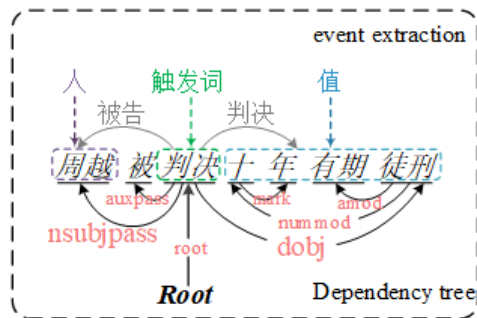 event extraction
人 触发词 值
被告 判决
周越 被 判决 十 年 有期 徒刑
auxpass mark amod
nsubjpass root nummod
dobj
Root Dependency tree